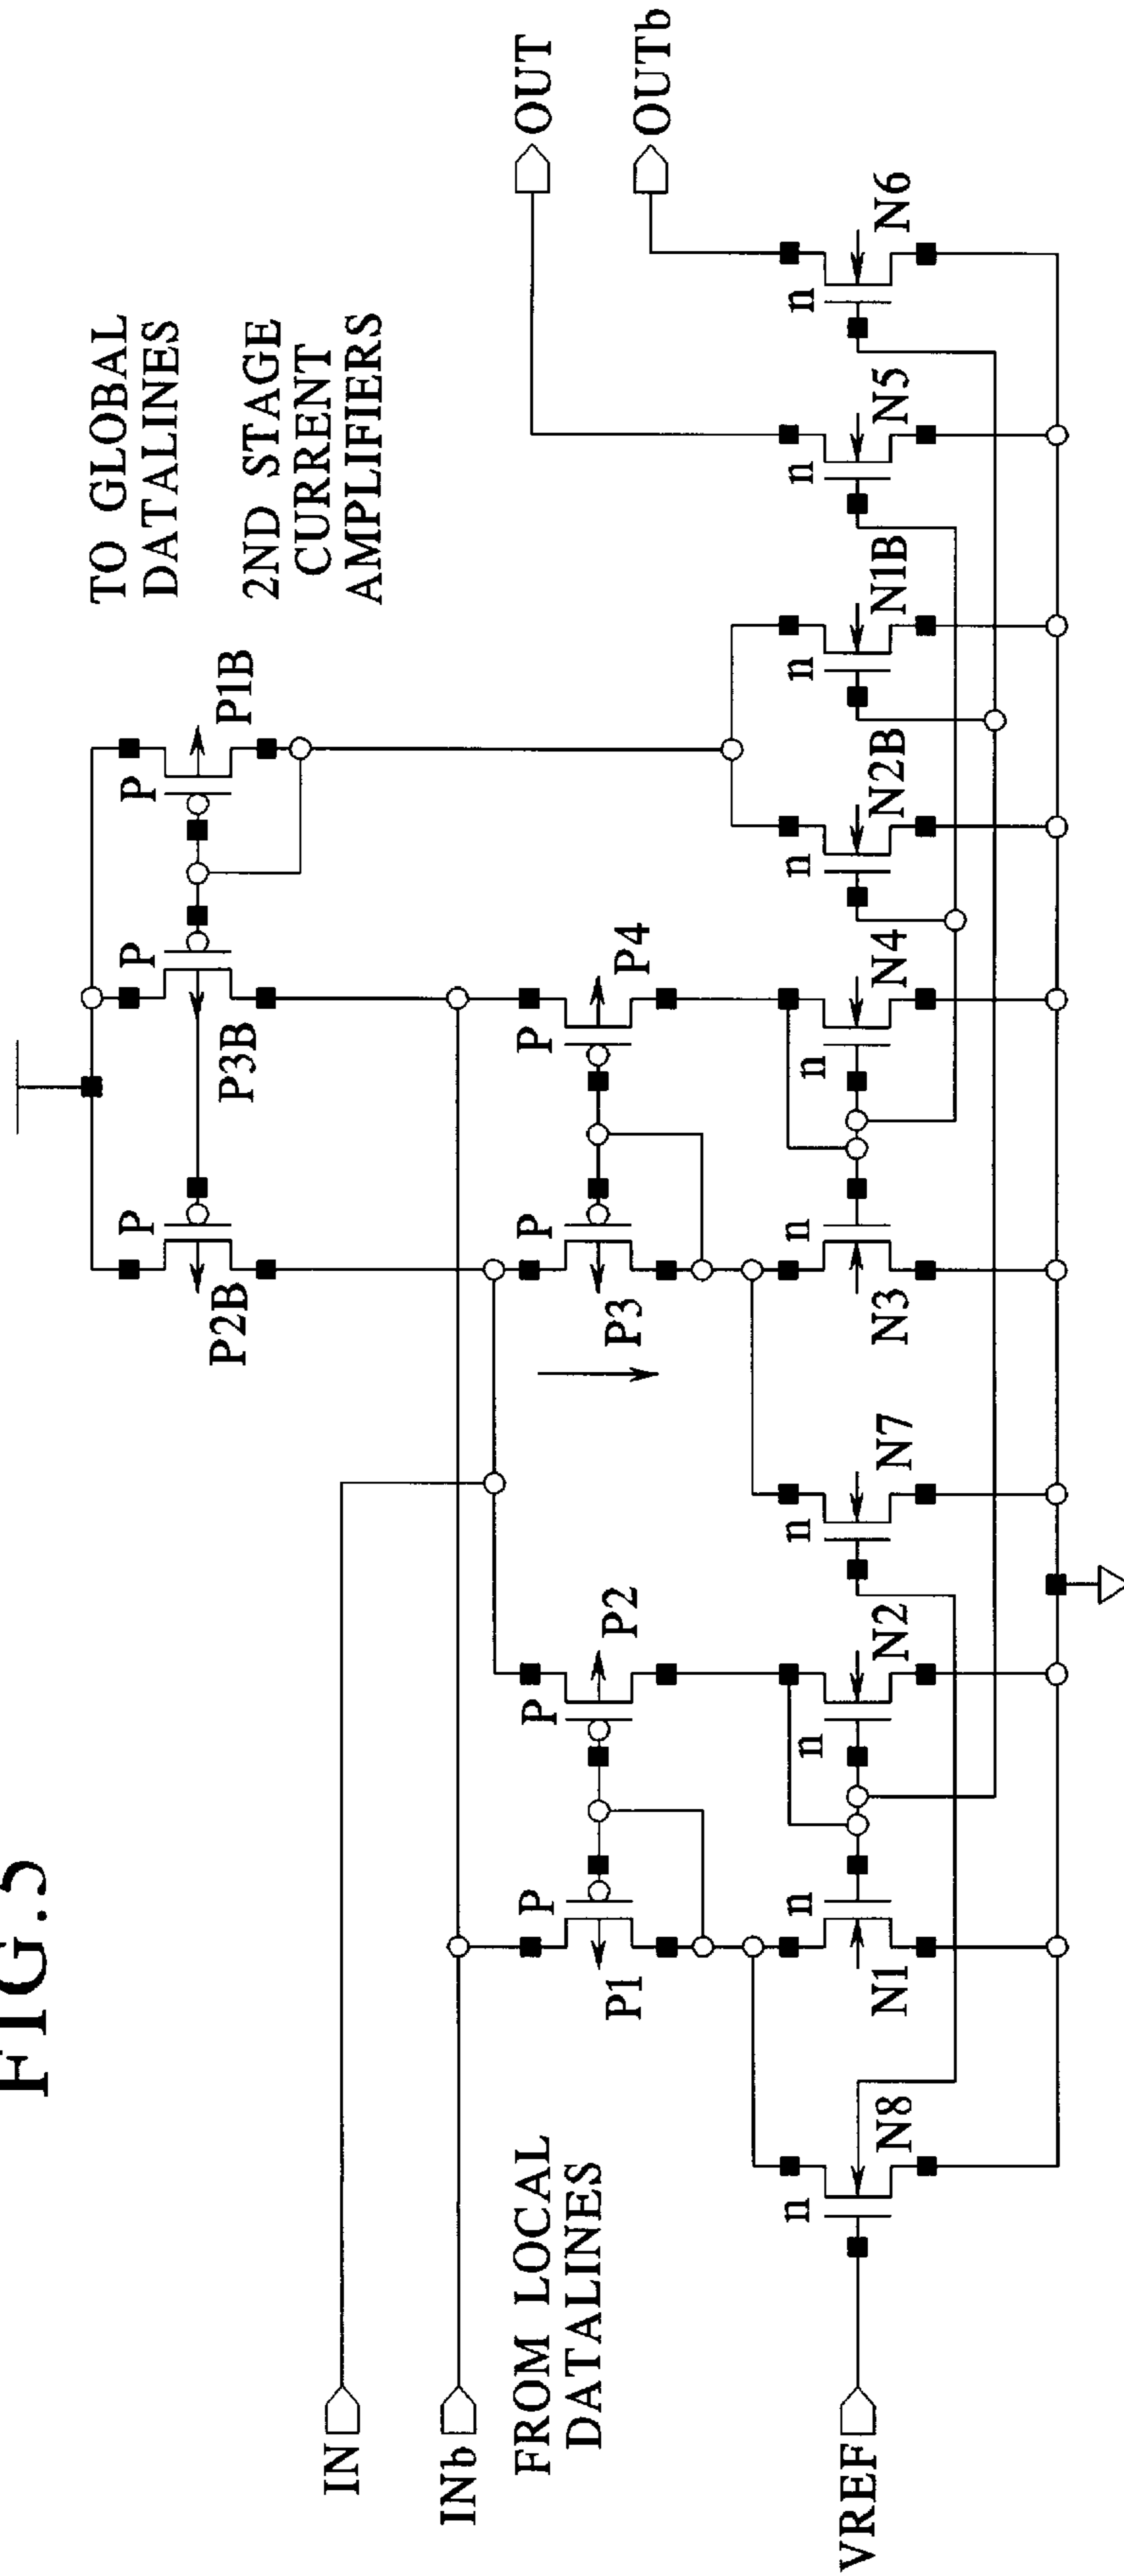 FIG.5
TO GLOBAL
DATALINES
2ND STAGE
CURRENT
AMPLIFIERS
P
P
P
P2B
P3B
P1B
IN
INb
FROM LOCAL
DATALINES
OUT
OUTb
P
P
P
P
P1
P2
P3
P4
VREF
n
n
n
n
n
n
n
n
n
n
N8
N1
N2
N7
N3
N4
N2B
N1B
N5
N6